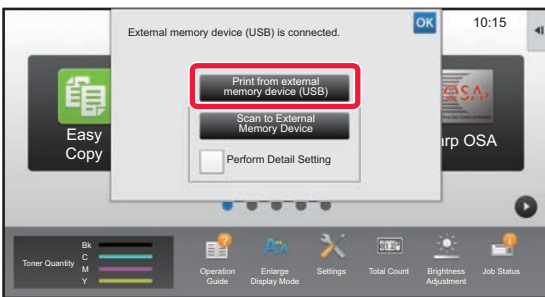 External memory device (USB) is connected.
OK
10:15
Print from external
memory device (USB)
Scan to External
Memory Device
Perform Detail Setting
Easy
Copy
rp OSA
Toner Quantity
Bk
C
M
Y
Operation
Guide
Enlarge
Display Mode
Settings
Total Count
Brightness
Adjustment
Job Status